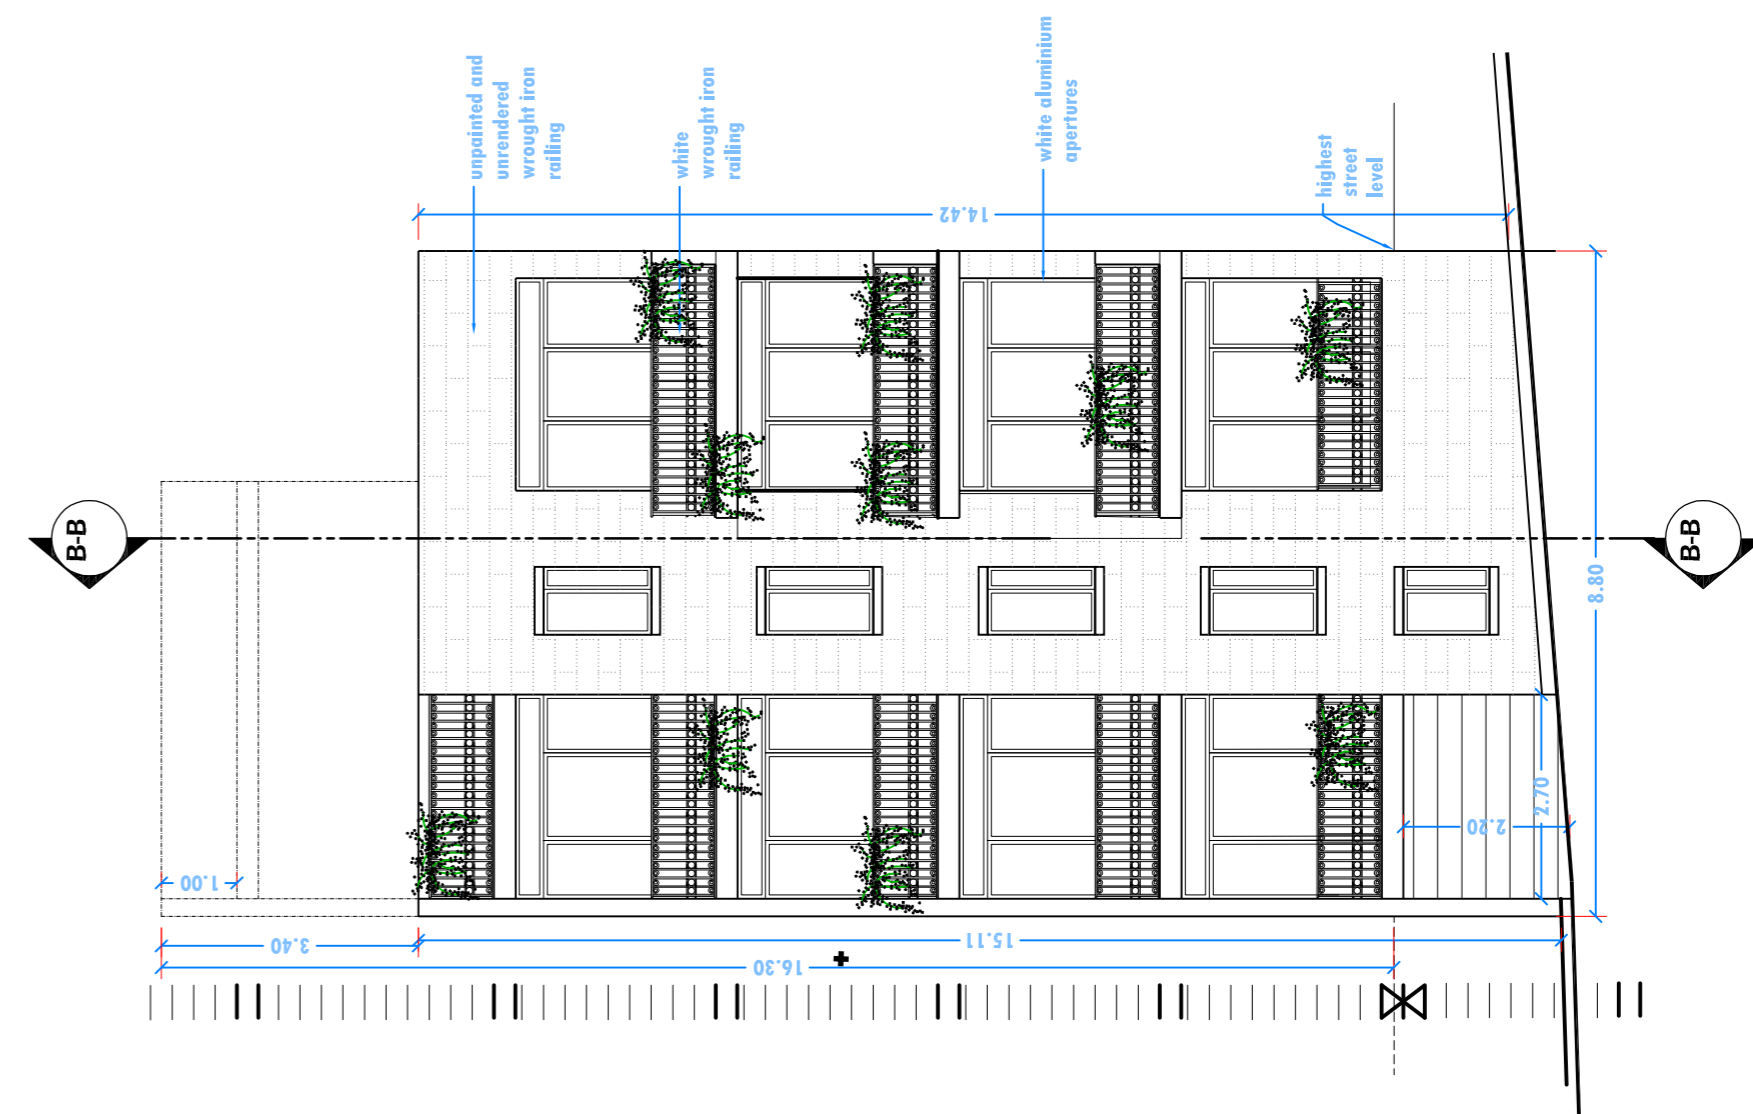 unpainted and
unrendered
wrought iron
railing
white
wrought iron
railing
white aluminium
apertures
highest
street
level
14.42
B-B
B-B
8.80
2.70
2.20
1.00
3.40
15.11
16.30